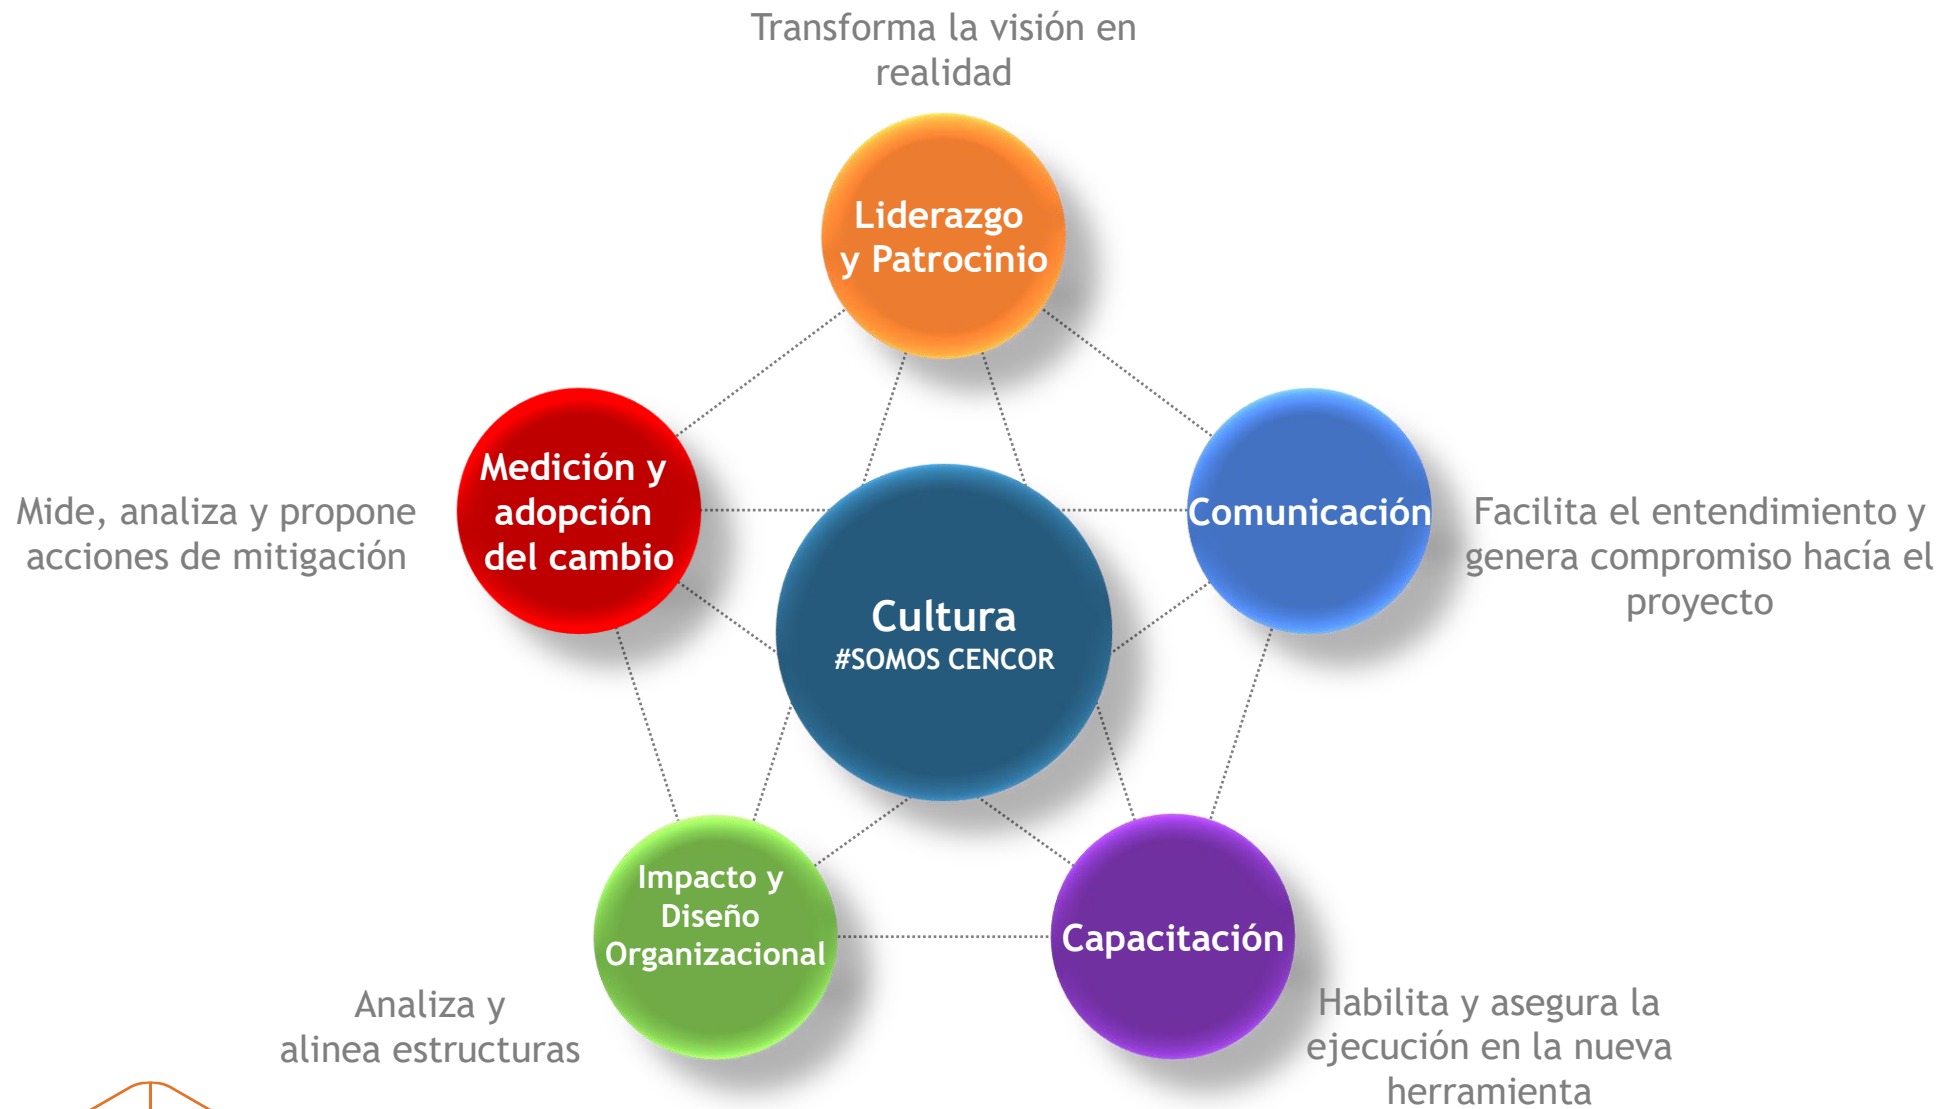 Transforma la visión en
realidad
Liderazgo
y Patrocinio
Medición y
adopción
del cambio
Mide, analiza y propone
acciones de mitigación
Comunicación
Facilita el entendimiento y
genera compromiso hacía el
proyecto
Cultura
#SOMOS CENCOR
Impacto y
Diseño
Organizacional
Analiza y
alinea estructuras
Capacitación
Habilita y asegura la
ejecución en la nueva
herramienta